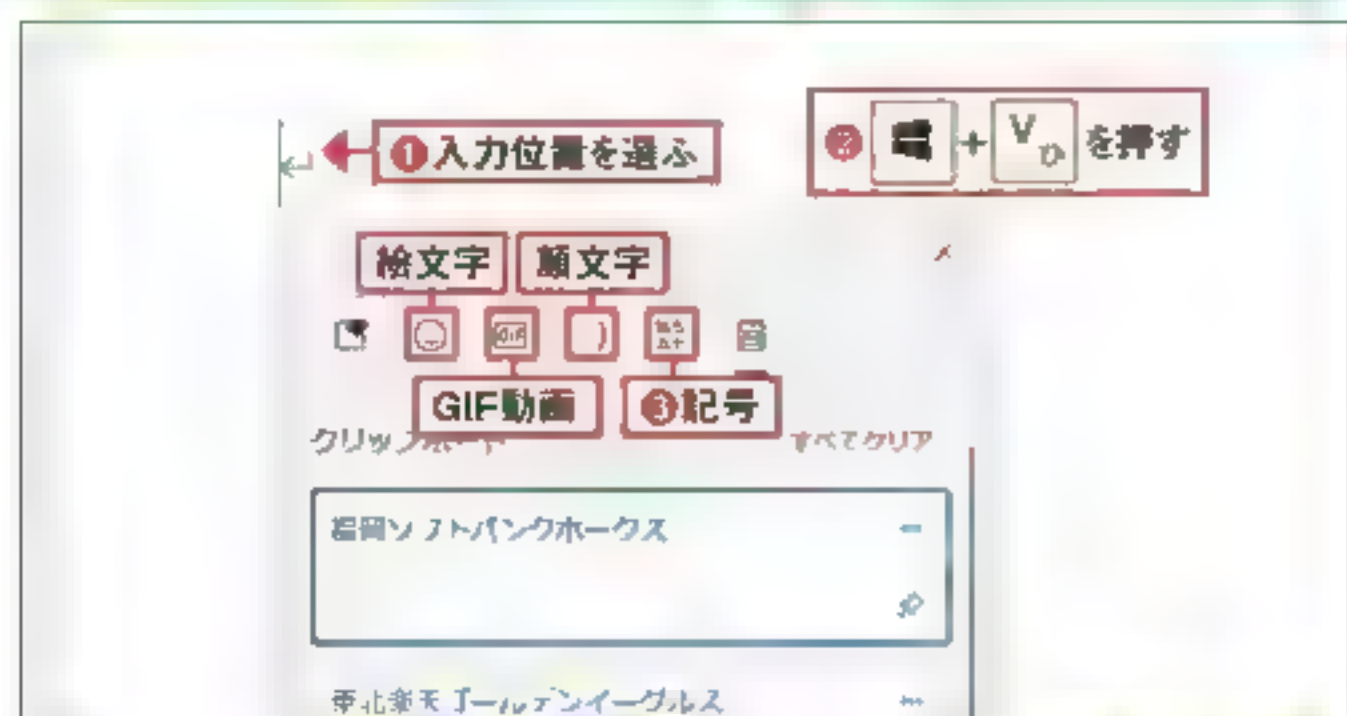 ❶入力位置を選ぶ
❷ + V ひ を押す
絵文字 顔文字
GIF
GIF動画 ❸記号
クリップボード すべてクリア
福岡ソフトバンクホークス
東北楽天ゴールデンイーグルス